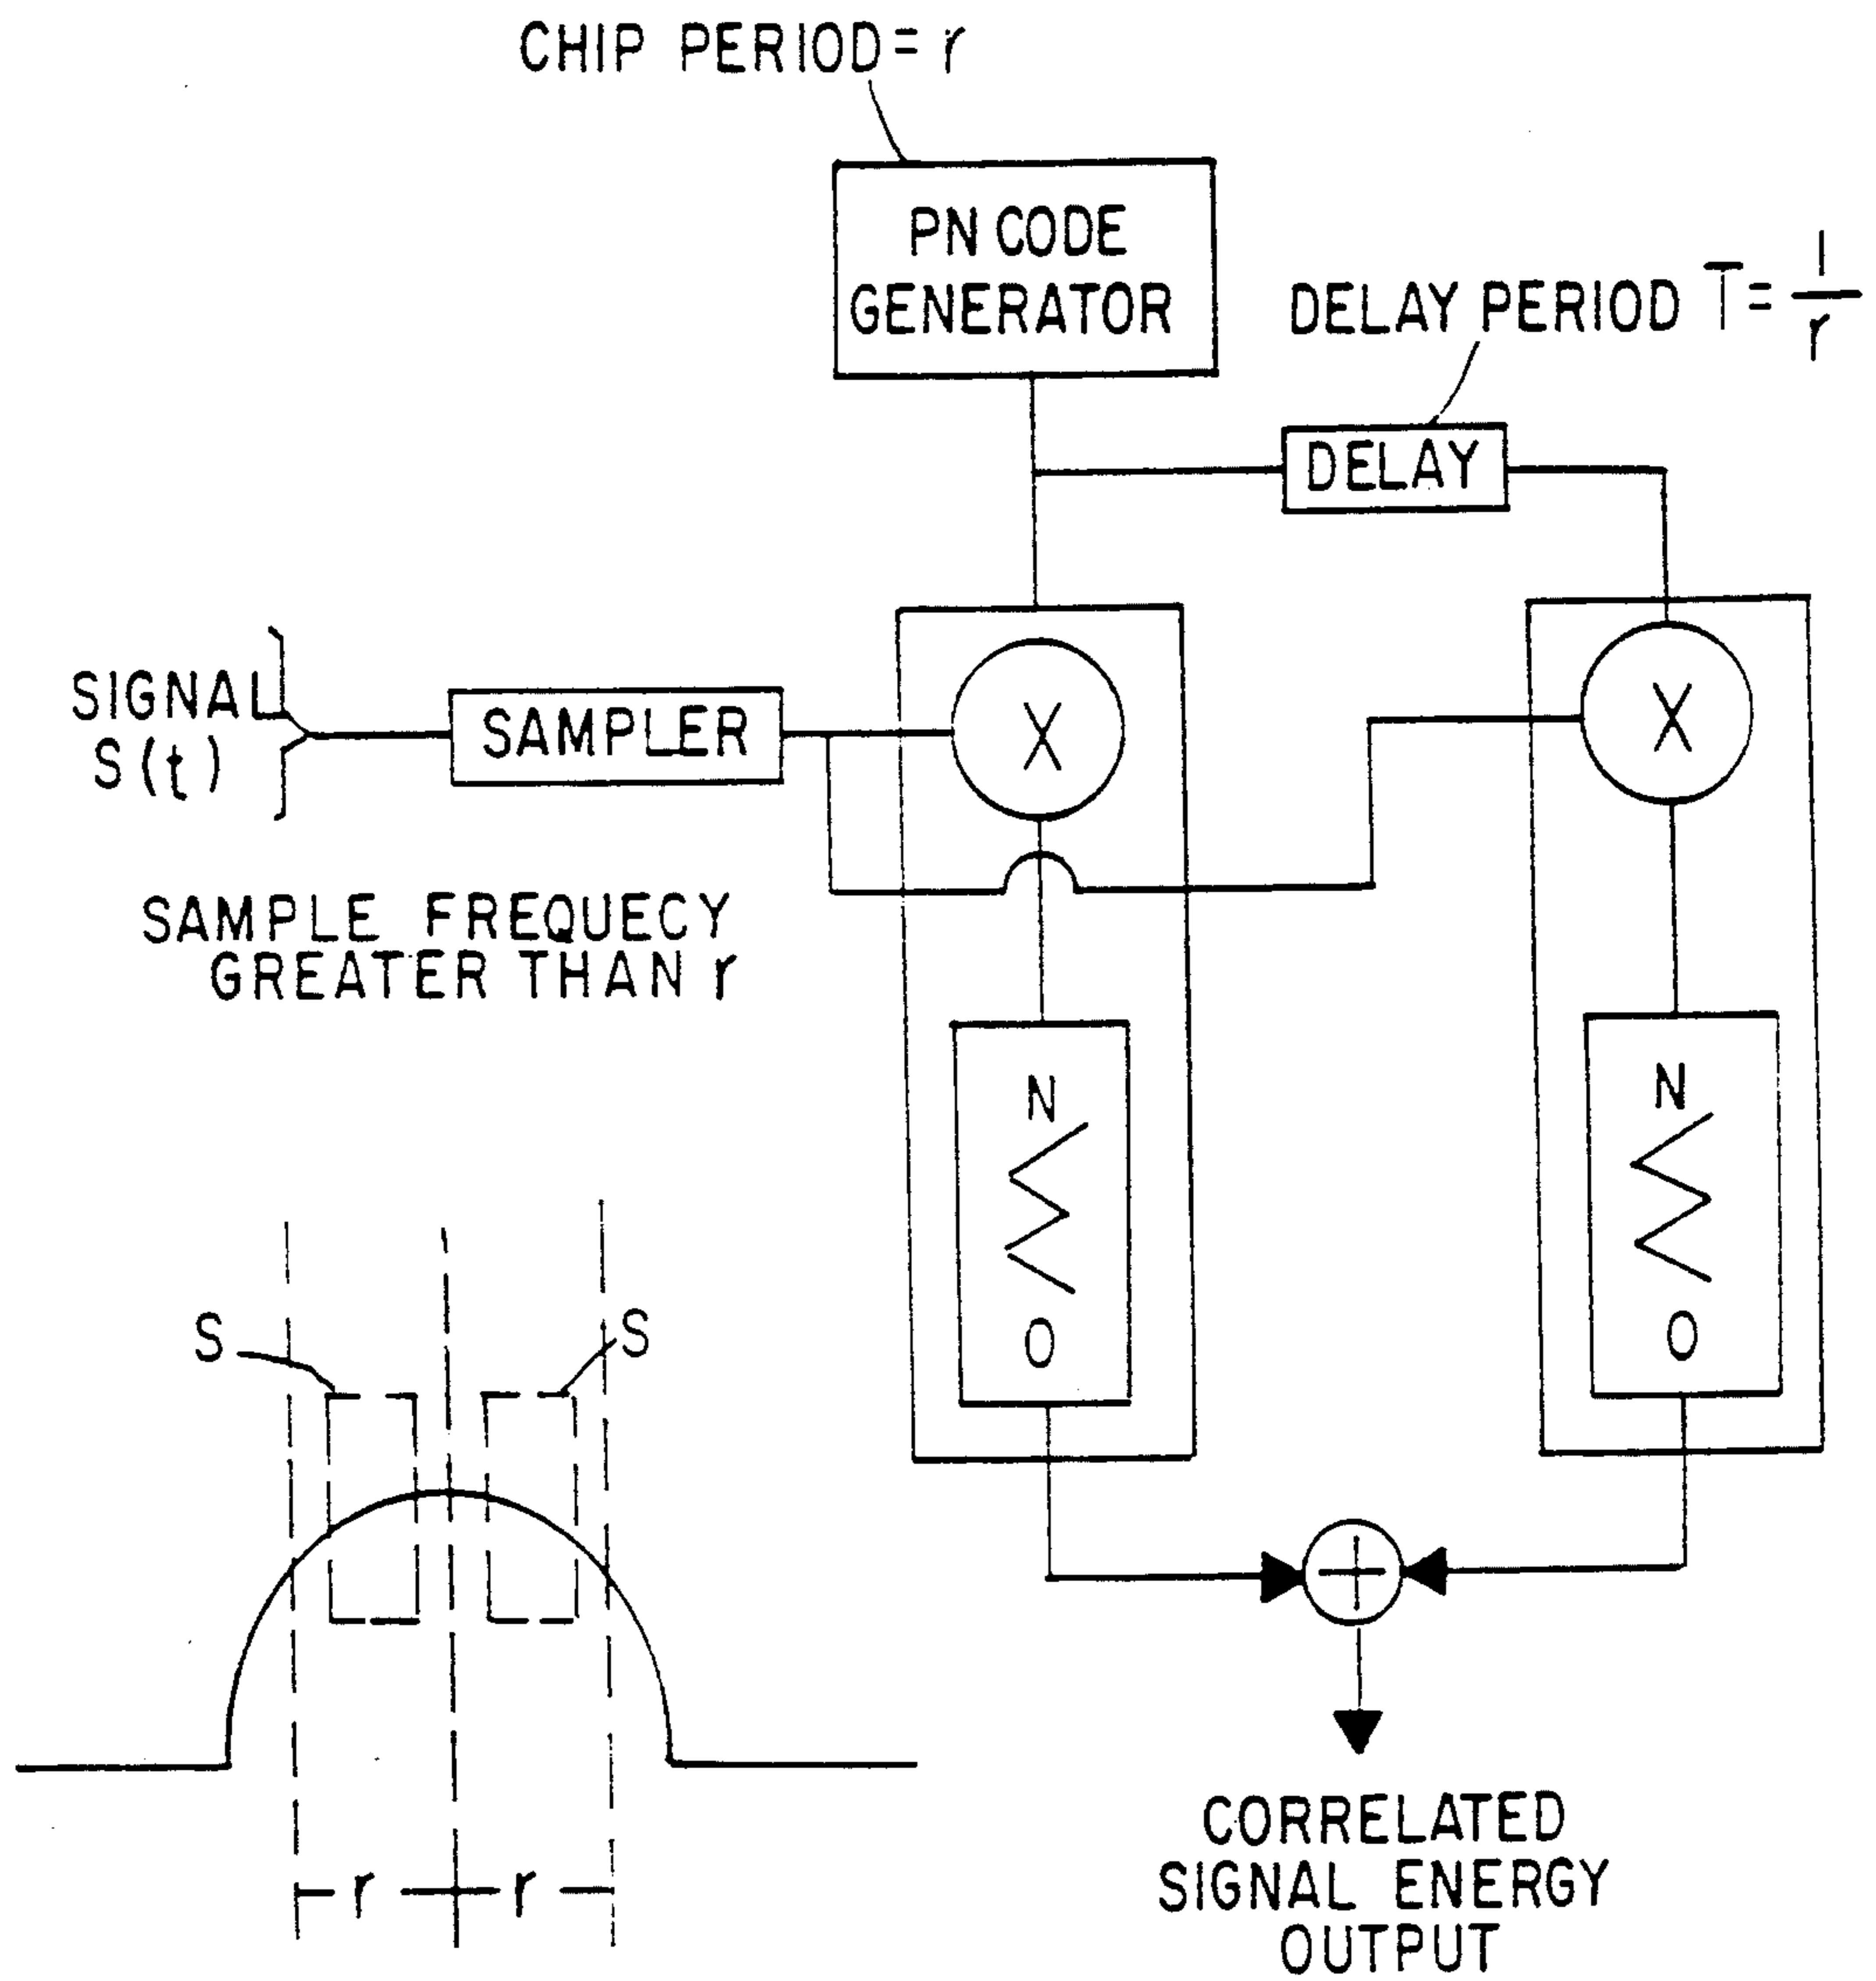 CHIP PERIOD = r
PN CODE
GENERATOR
DELAY PERIOD T = 1/r
DELAY
SIGNAL
S(t)
SAMPLER
X
X
SAMPLE FREQUECY
GREATER THAN r
N
O
N
O
S
S
+
r
r
CORRELATED
SIGNAL ENERGY
OUTPUT